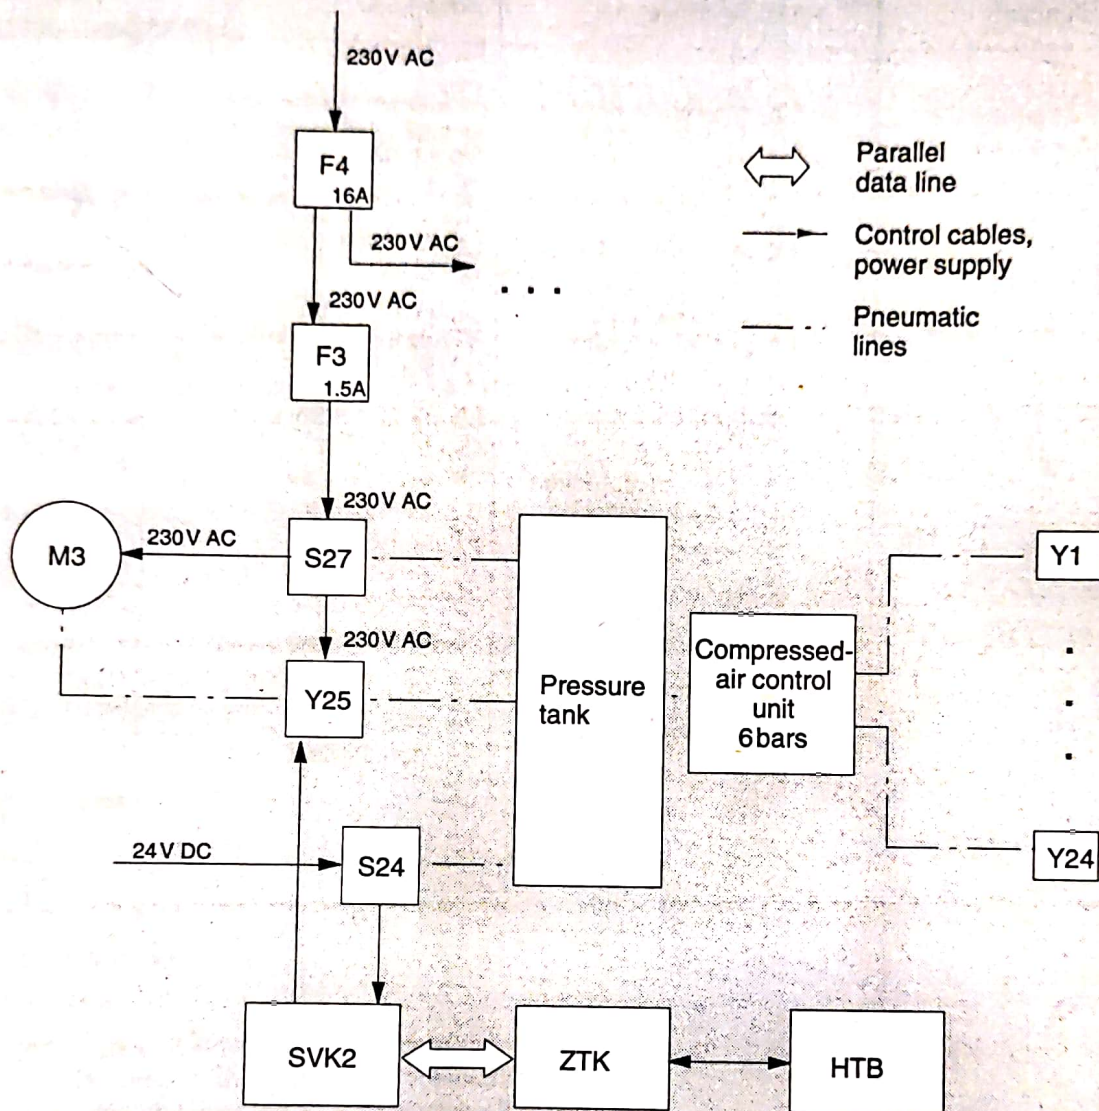 230V AC
F4
16A
Parallel
data line
230V AC
Control cables,
power supply
. . .
230V AC
Pneumatic
lines
F3
1.5A
230V AC
M3
230V AC
S27
Y1
230V AC
Compressed-
air control
unit
6bars
Pressure
tank
Y25
24V DC
S24
Y24
SVK2
ZTK
HTB